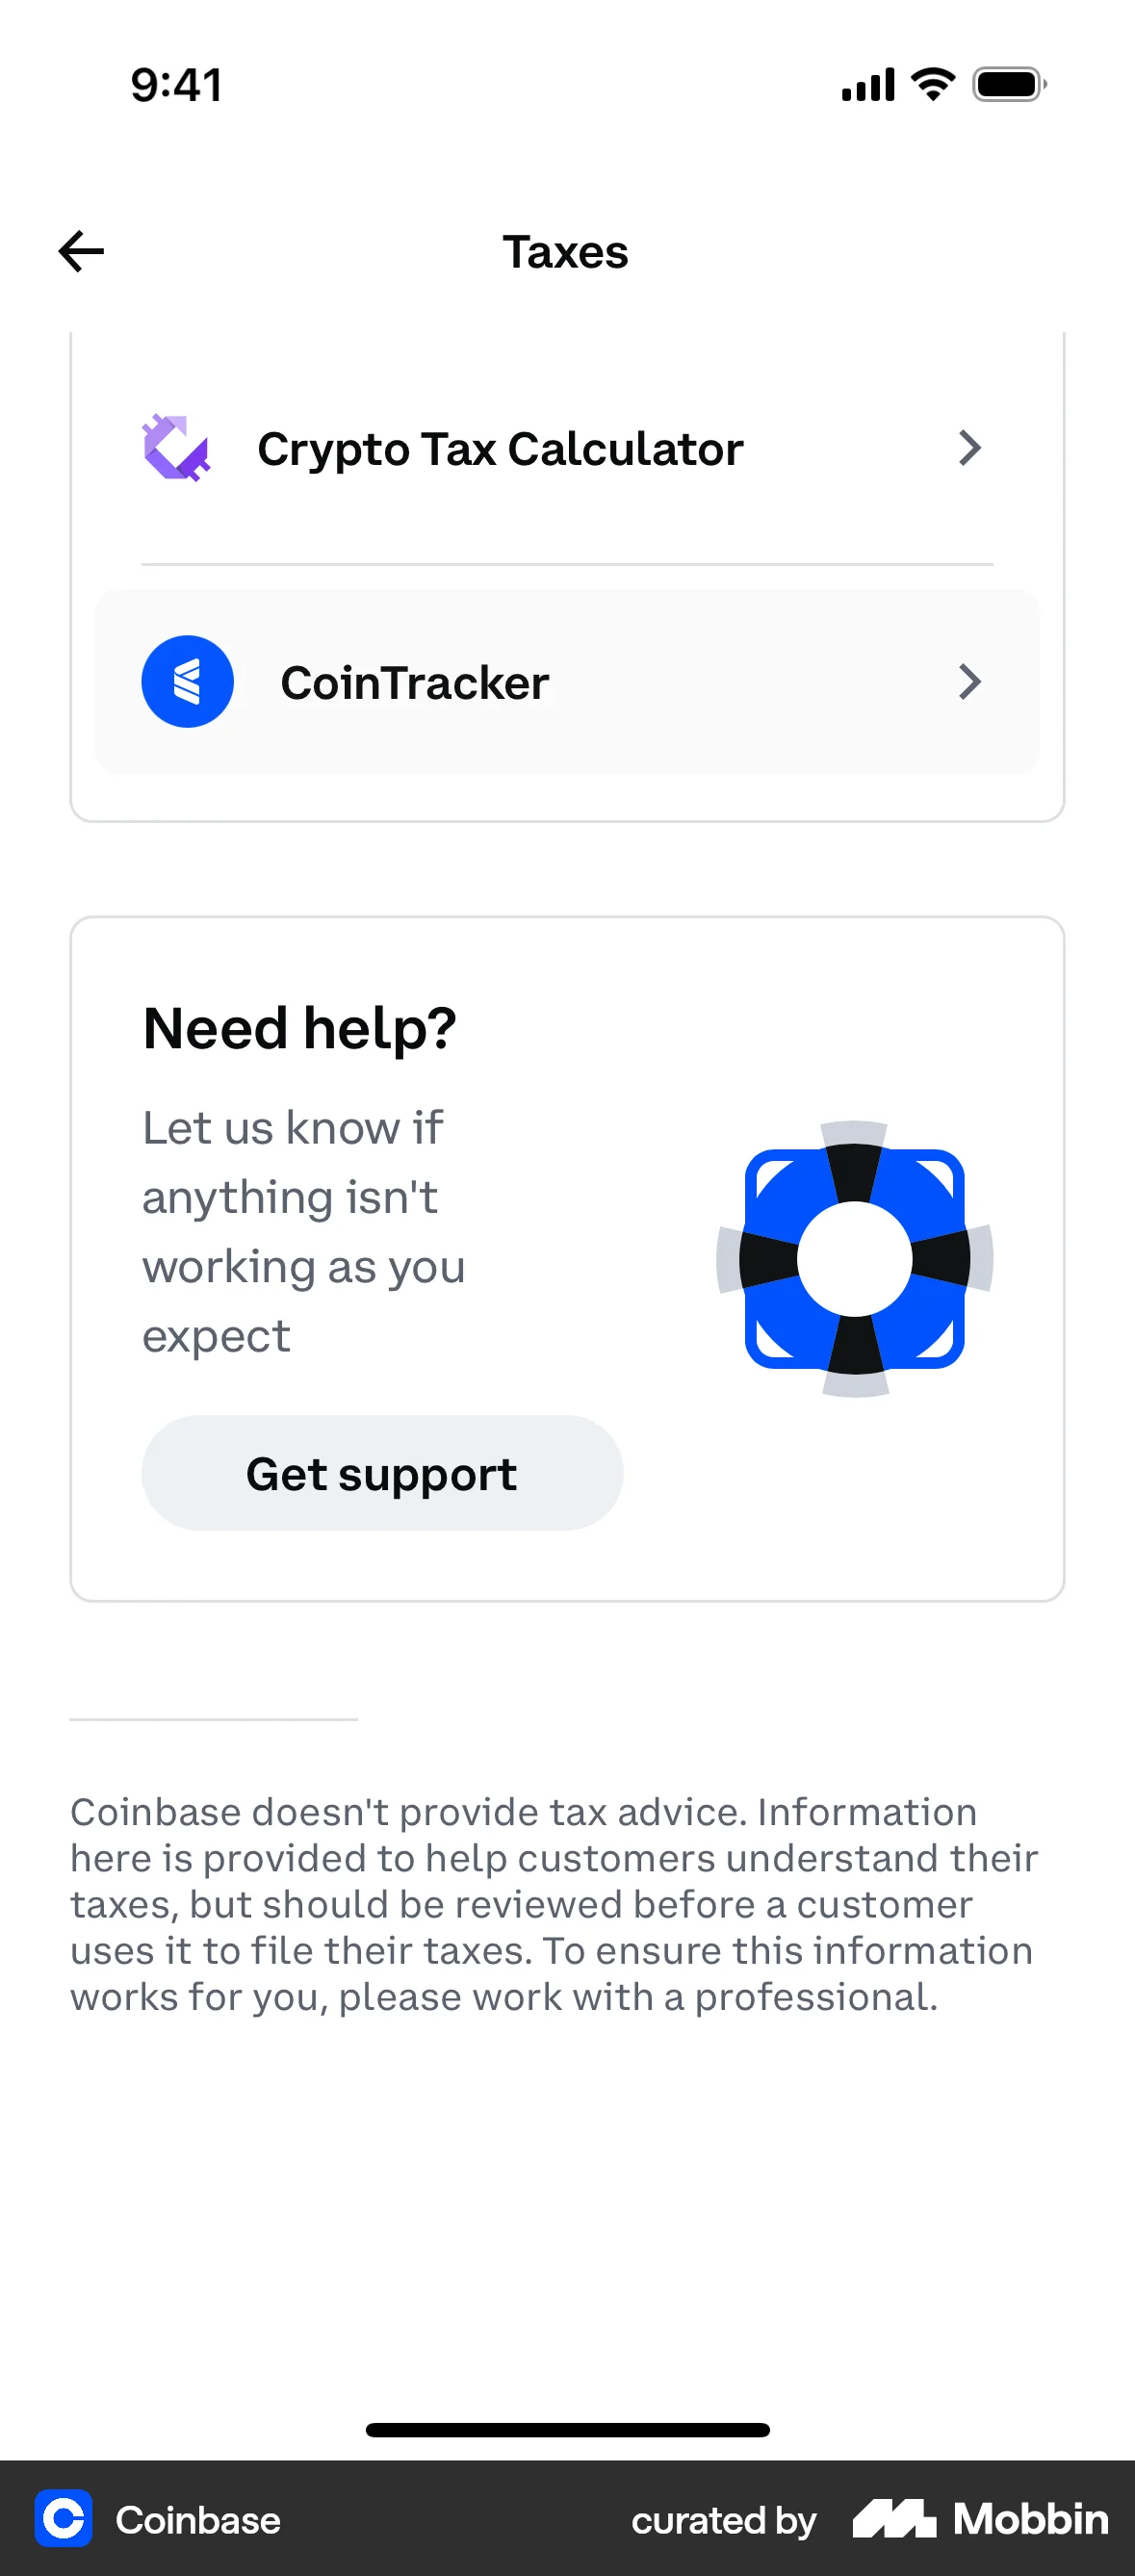 9:41
Taxes
Crypto Tax Calculator
CoinTracker
Need help?
Let us know if
anything isn't
working as you
expect
Get support
Coinbase doesn't provide tax advice. Information
here is provided to help customers understand their
taxes, but should be reviewed before a customer
uses it to file their taxes. To ensure this information
works for you, please work with a professional.
Coinbase
curated by Mobbin